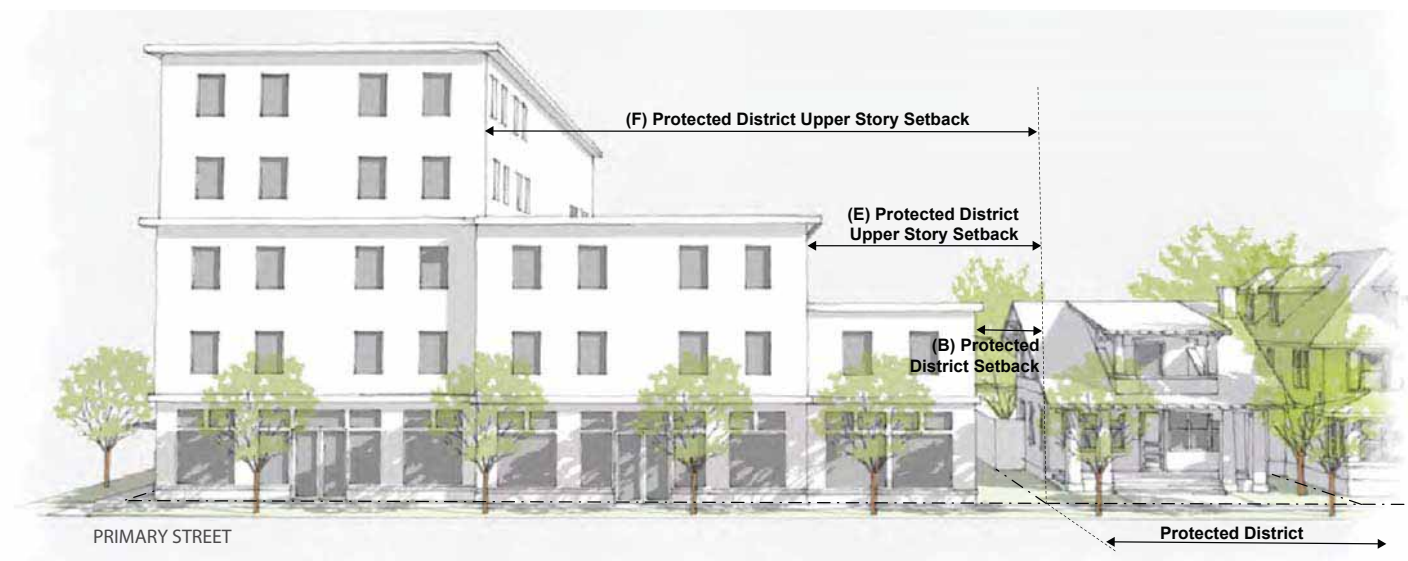 (F) Protected District Upper Story Setback
(E) Protected District
Upper Story Setback
(B) Protected
District Setback
PRIMARY STREET
Protected District